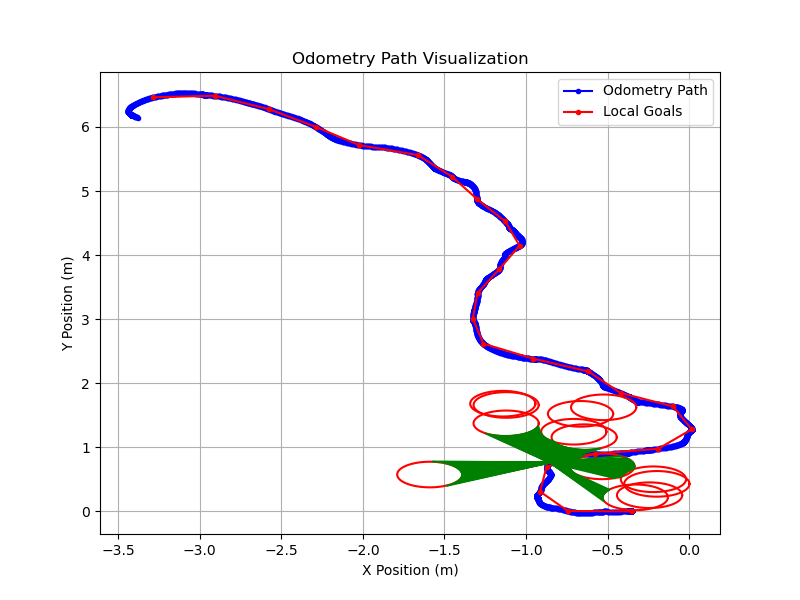 Odometry Path Visualization
Odometry Path
Local Goals
Y Position (m)
6
5
4
3
2
1
0
−3.5 −3.0 −2.5 −2.0 −1.5 −1.0 −0.5 0.0
X Position (m)